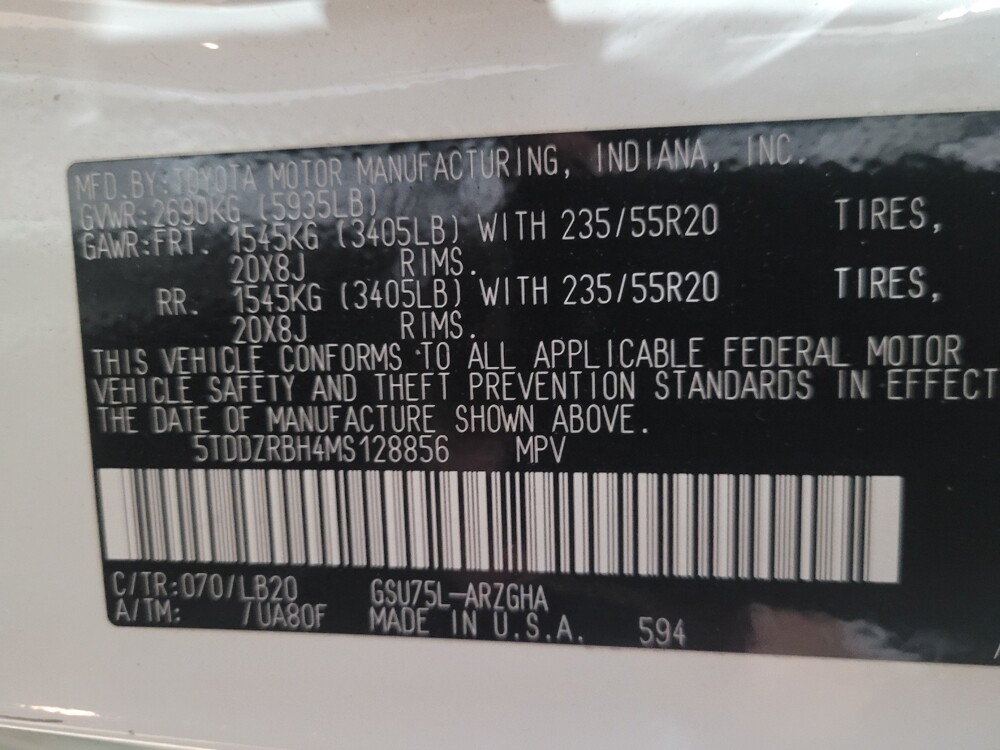 MFD.BY:TOYOTA MOTOR MANUFACTURING, INDIANA, INC.
GVWR:2690KG (5935LB)
GAWR:FRT. 1545KG (3405LB) WITH 235/55R20 TIRES,
20X8J RIMS.
RR. 1545KG (3405LB) WITH 235/55R20 TIRES,
20X8J RIMS.
THIS VEHICLE CONFORMS TO ALL APPLICABLE FEDERAL MOTOR
VEHICLE SAFETY AND THEFT PREVENTION STANDARDS IN EFFECT
THE DATE OF MANUFACTURE SHOWN ABOVE.
5TDDZRBH4MS128856 MPV
C/TR:070/LB20 GSU75L-ARZGHA
A/TM: /UA80F MADE IN U.S.A. 594